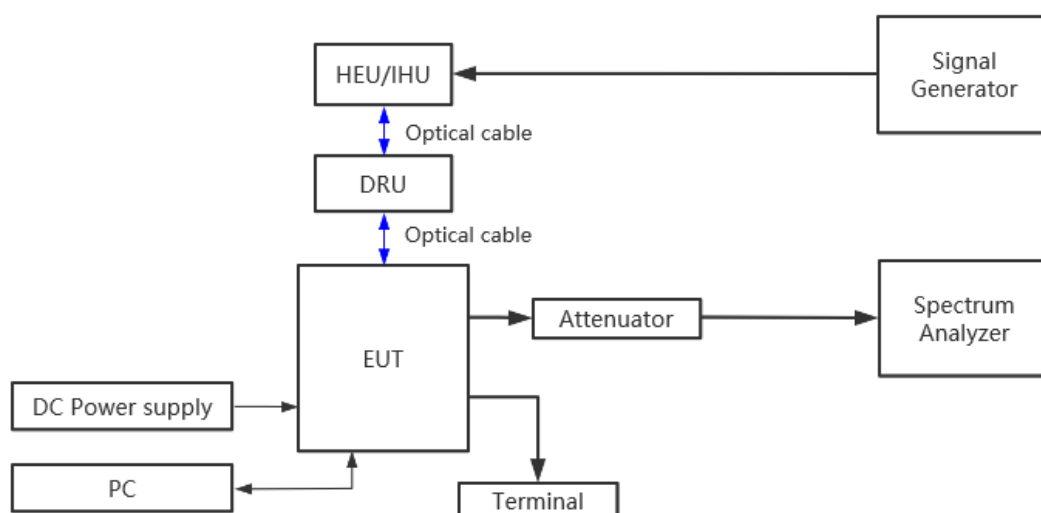 HEU/IHU
Signal
Generator
Optical cable
DRU
Optical cable
EUT
Attenuator
Spectrum
Analyzer
DC Power supply
PC
Terminal